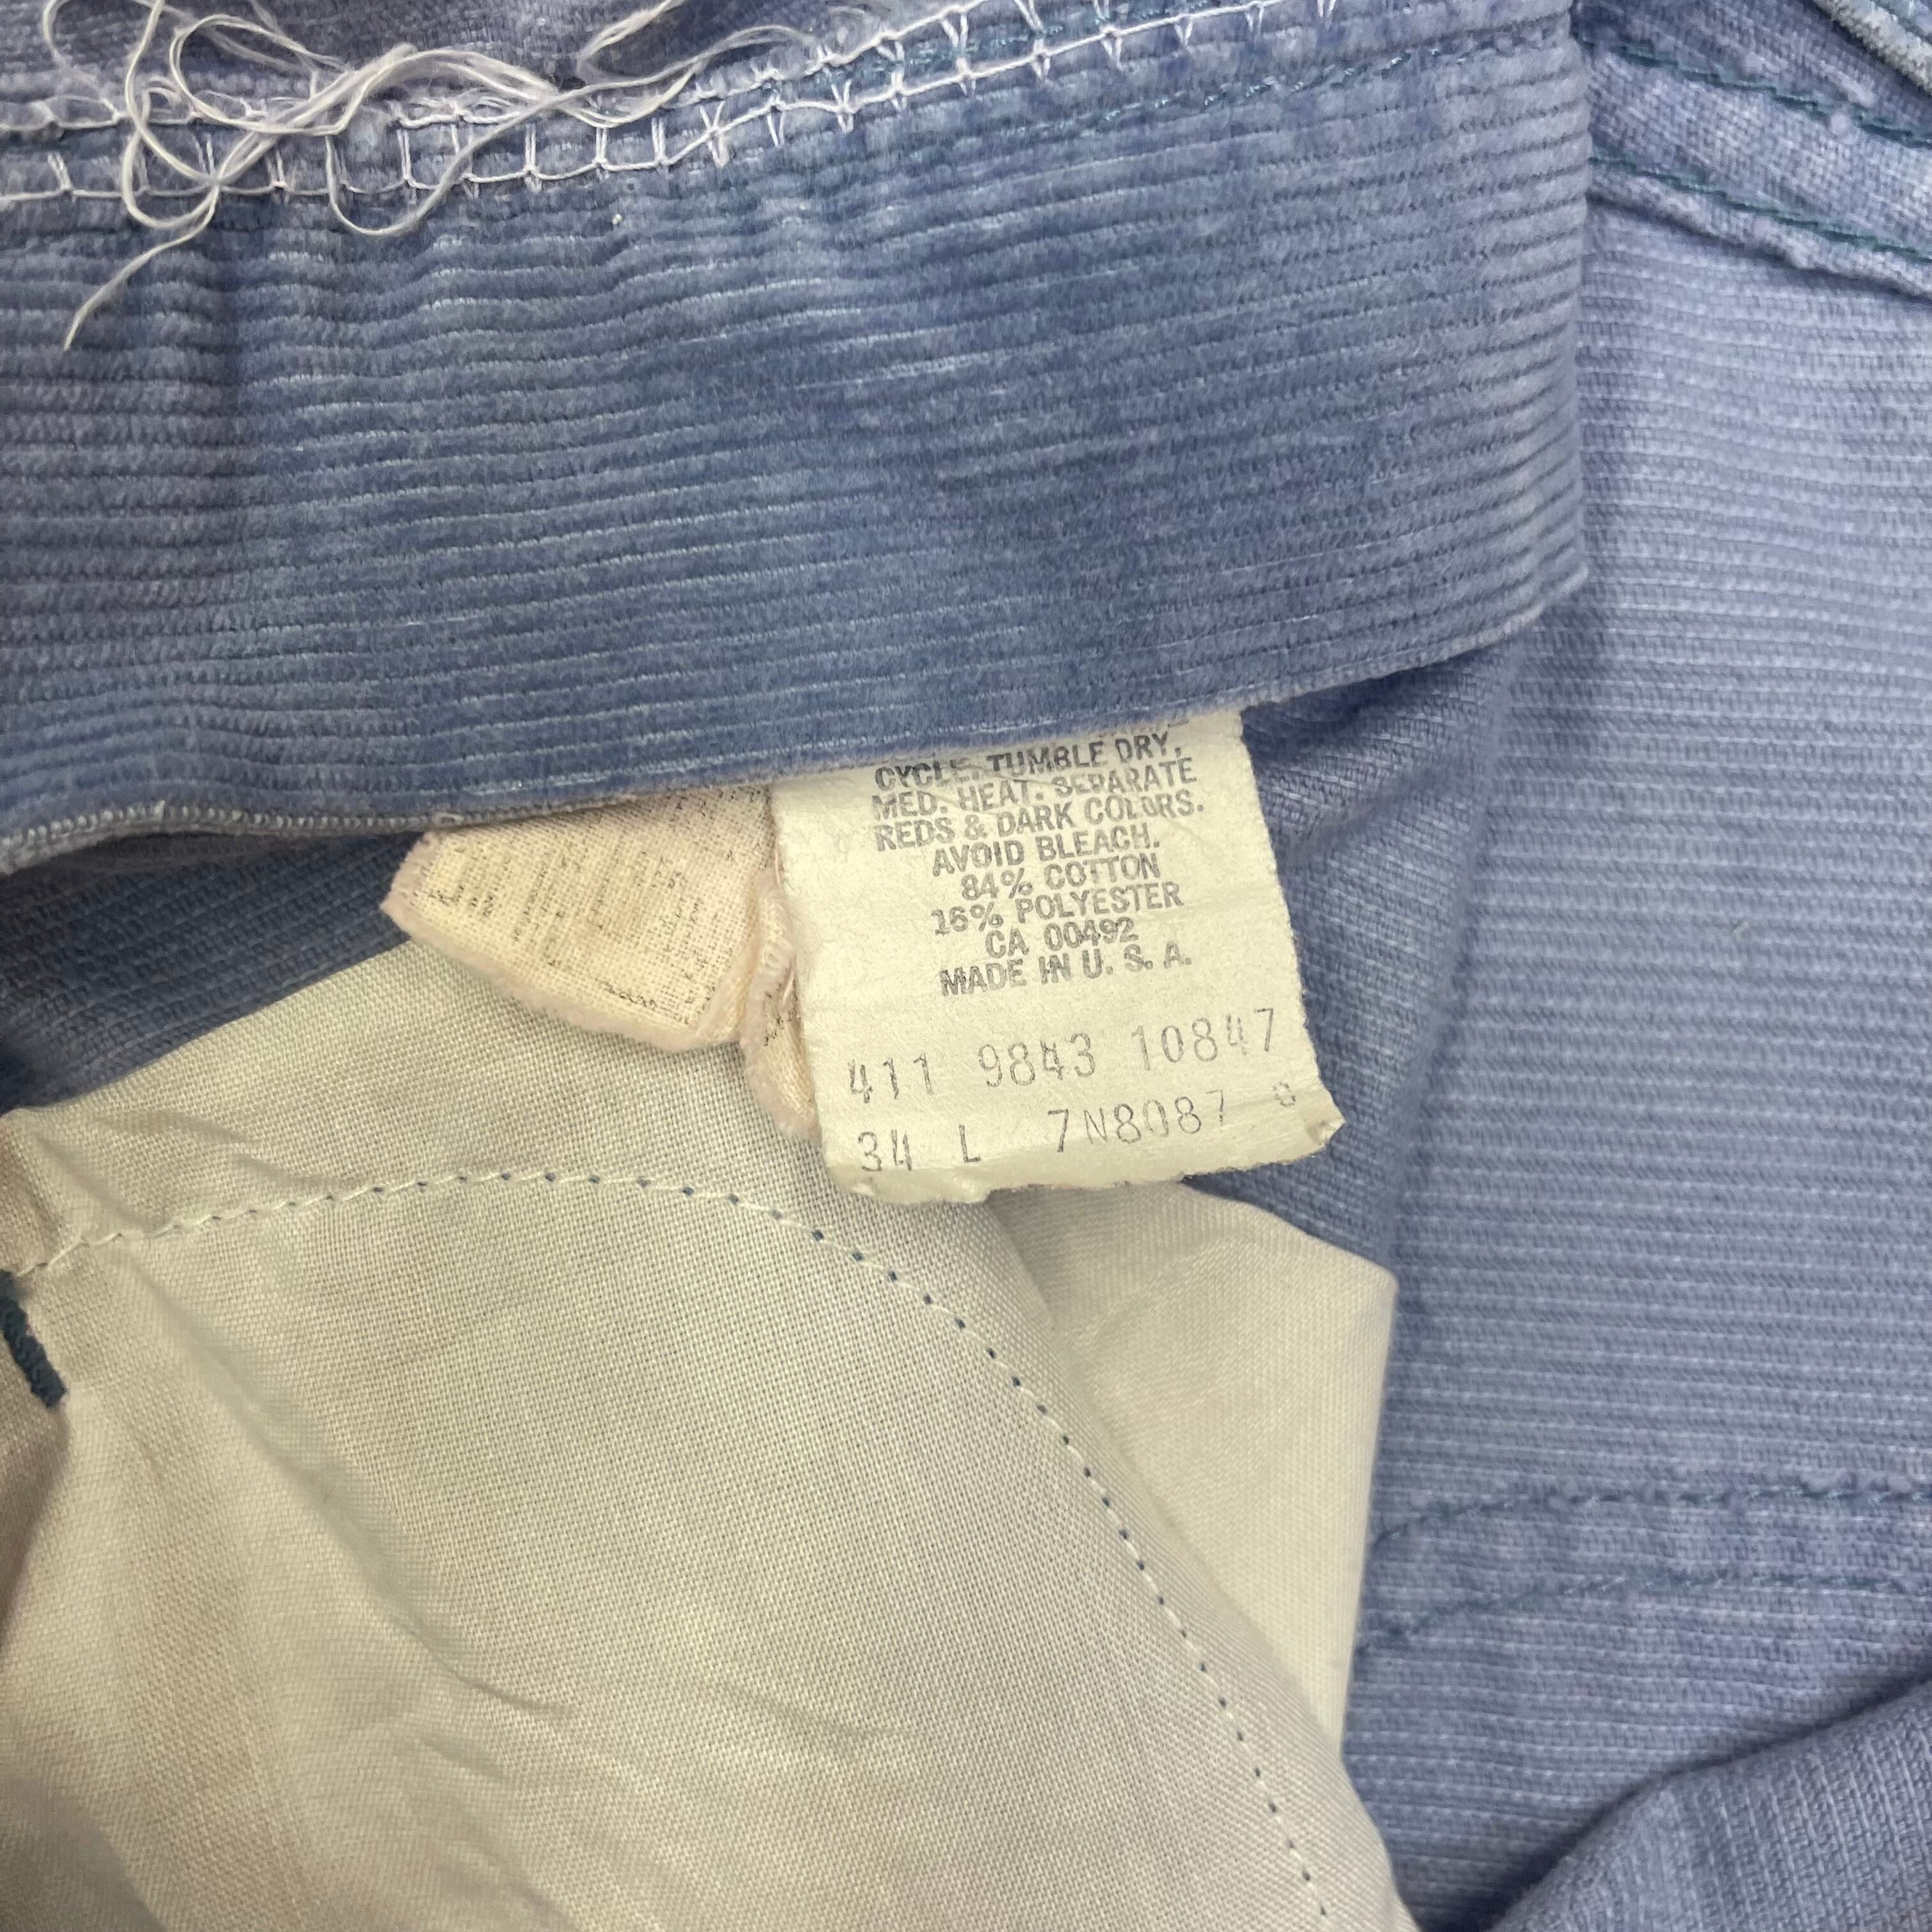 CYCLE. TUMBLE DRY,
MED. HEAT. SEPARATE
REDS & DARK COLORS.
AVOID BLEACH.
84% COTTON
16% POLYESTER
CA 00492
MADE IN U. S. A.
411 9843 10847
34 L 7N8087